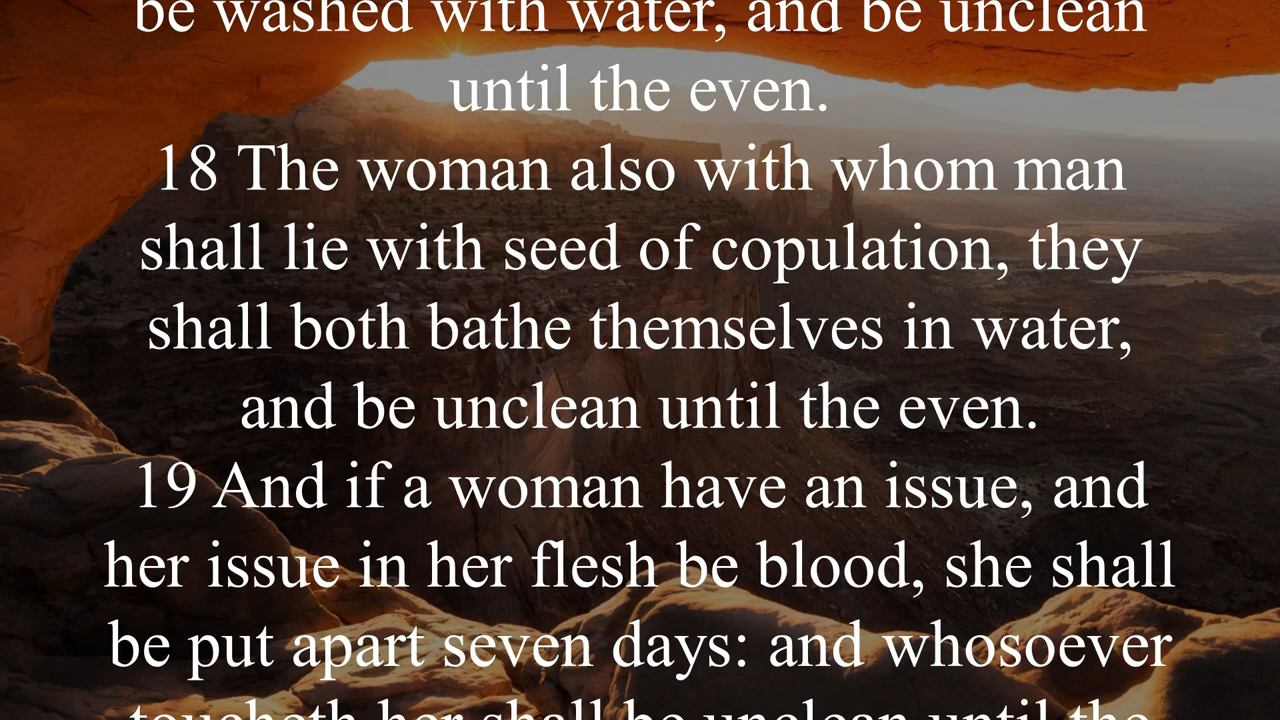 be washed with water, and be unclean
until the even.
18 The woman also with whom man
shall lie with seed of copulation, they
shall both bathe themselves in water,
and be unclean until the even.
19 And if a woman have an issue, and
her issue in her flesh be blood, she shall
be put apart seven days: and whosoever
toucheth her shall be unclean until the